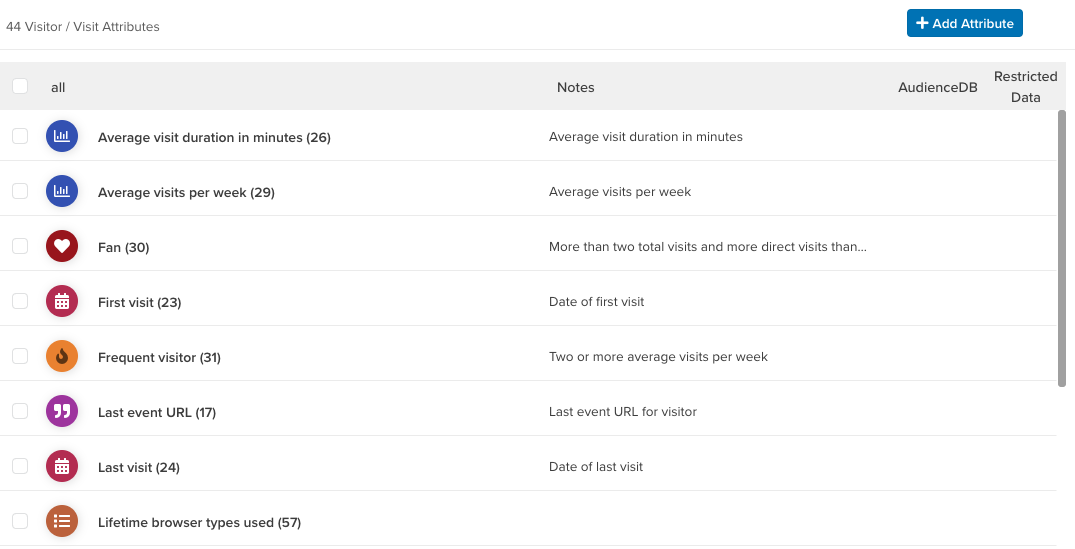 44 Visitor / Visit Attributes
Add Attribute
all Notes AudienceDB Restricted Data
Average visit duration in minutes (26) Average visit duration in minutes
Average visits per week (29) Average visits per week
Fan (30) More than two total visits and more direct visits than...
First visit (23) Date of first visit
Frequent visitor (31) Two or more average visits per week
Last event URL (17) Last event URL for visitor
Last visit (24) Date of last visit
Lifetime browser types used (57)